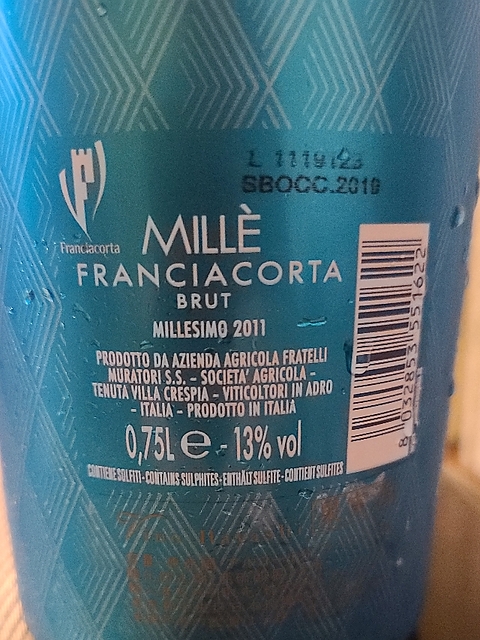 SBOCC.2019
Franciacorta
MILLÈ
FRANCIACORTA
BRUT
MILLESIMO 2011
PRODOTTO DA AZIENDA AGRICOLA FRATELLI
MURATORI S.S. - SOCIETA' AGRICOLA -
TENUTA VILLA CRESPIA - VITICOLTORI IN ADRO
- ITALIA - PRODOTTO IN ITALIA
0,75L e - 13% vol
CONTIENE SOLFITI - CONTAINS SULPHITES - ENTHÄLT SULFITE - CONTIENT SULFITES
8 033853 551622